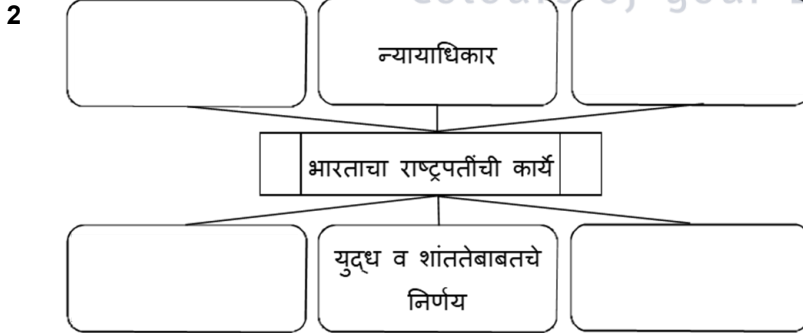 2
न्यायाधिकार
भारताचा राष्ट्रपतींची कार्ये
युद्ध व शांततेबाबतचे
निर्णय